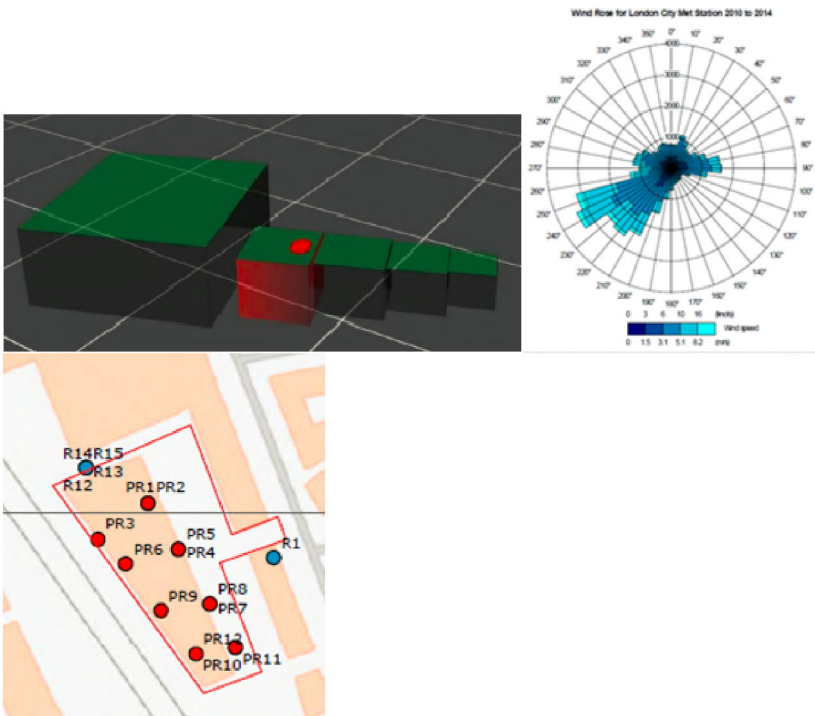 Wind Rose for London City Met Station 2010 to 2014
0°
350° 10°
340° 20°
330° 30°
320° 40°
310° 50°
300° 60°
290° 70°
280° 80°
270° 90°
260° 100°
250° 110°
240° 120°
230° 130°
220° 140°
210° 150°
200° 160°
190° 170°
180°
4000
3000
2000
1000
0 3 6 10 16 (knots)
Wind speed
0 1.5 3.1 5.1 8.2 (m/s)
R14 R15
R13
R12
PR1 PR2
PR3
PR5
PR4
R1
PR6
PR9
PR8
PR7
PR12
PR10
PR11